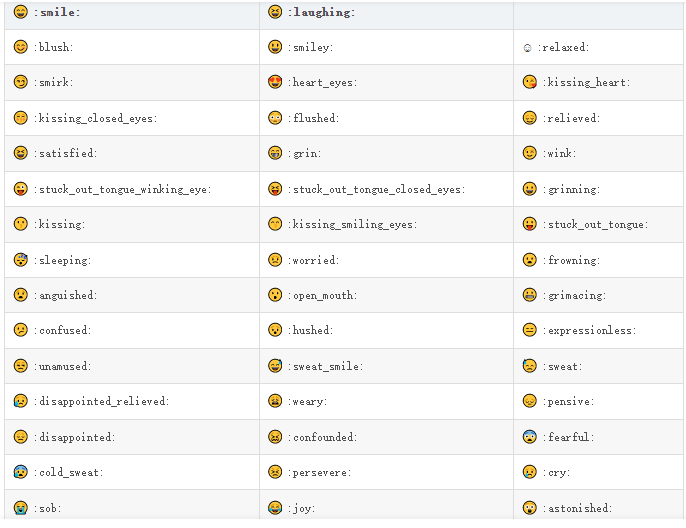 😄 :smile: 😆 :laughing:
😊 :blush: 😃 :smiley: ☺ :relaxed:
😏 :smirk: 😍 :heart_eyes: 😘 :kissing_heart:
😚 :kissing_closed_eyes: 😳 :flushed: 😌 :relieved:
😆 :satisfied: 😁 :grin: 😉 :wink:
😜 :stuck_out_tongue_winking_eye: 😝 :stuck_out_tongue_closed_eyes: 😀 :grinning:
😗 :kissing: 😙 :kissing_smiling_eyes: 😛 :stuck_out_tongue:
😴 :sleeping: 😟 :worried: 😦 :frowning:
😧 :anguished: 😮 :open_mouth: 😬 :grimacing:
😕 :confused: 😯 :hushed: 😑 :expressionless:
😒 :unamused: 😅 :sweat_smile: 😓 :sweat:
😥 :disappointed_relieved: 😩 :weary: 😔 :pensive:
😞 :disappointed: 😖 :confounded: 😨 :fearful:
😰 :cold_sweat: 😣 :persevere: 😢 :cry:
😭 :sob: 😂 :joy: 😲 :astonished: